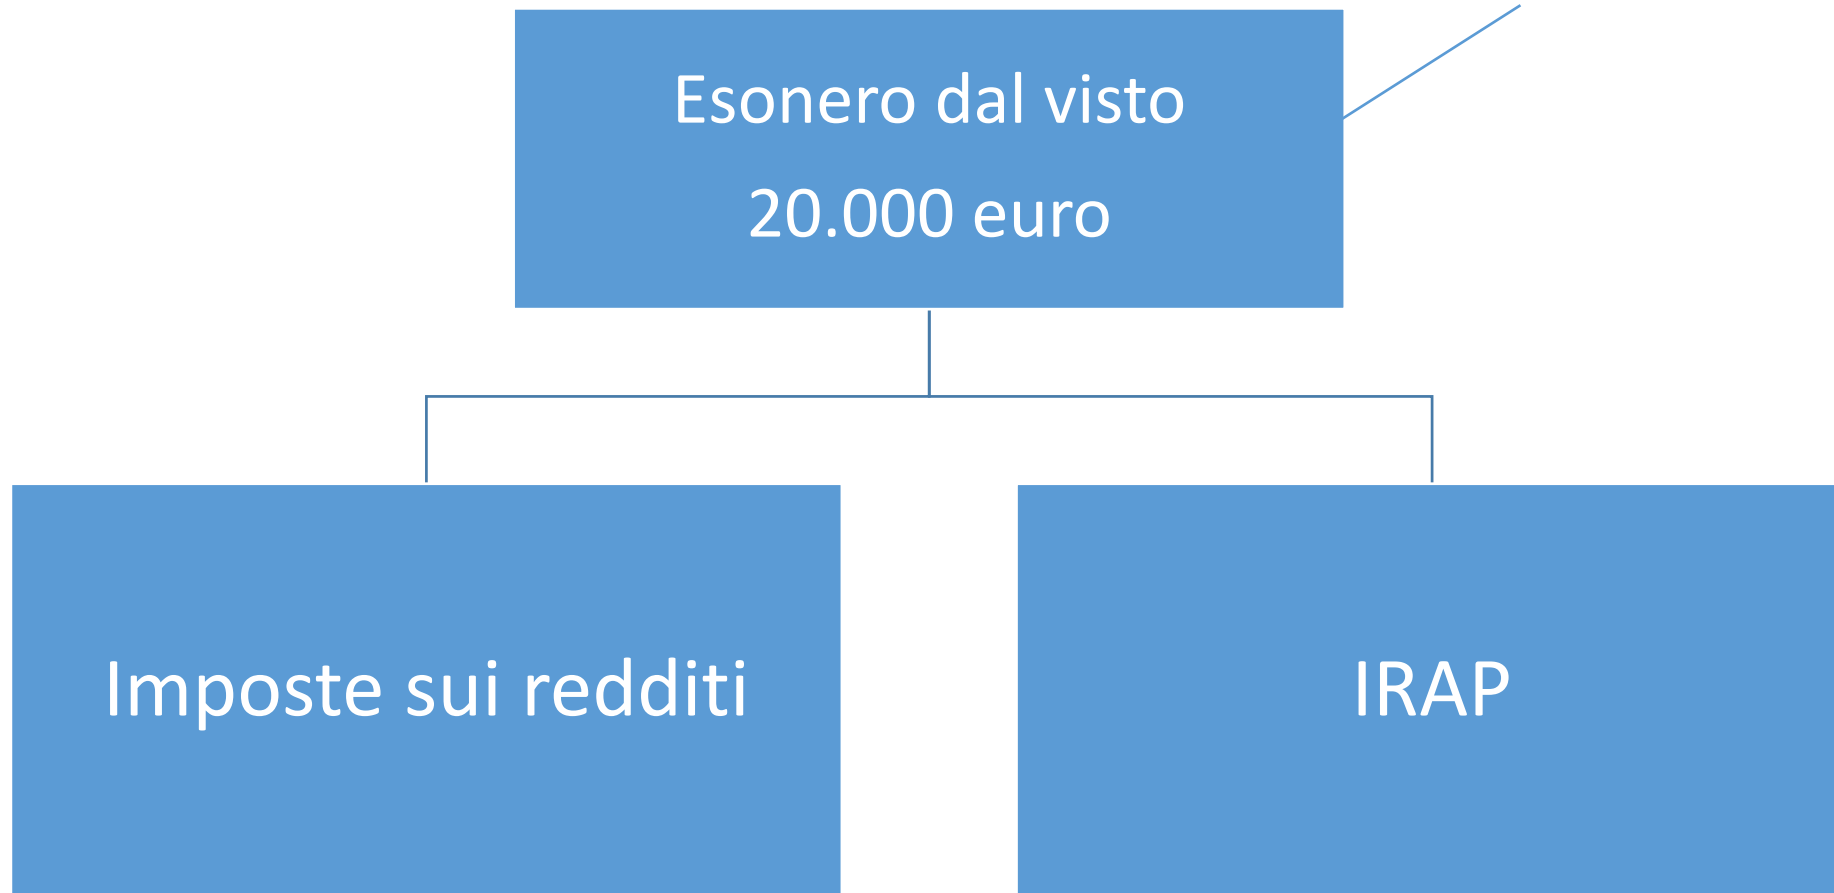 Esonero dal visto
20.000 euro
Imposte sui redditi
IRAP